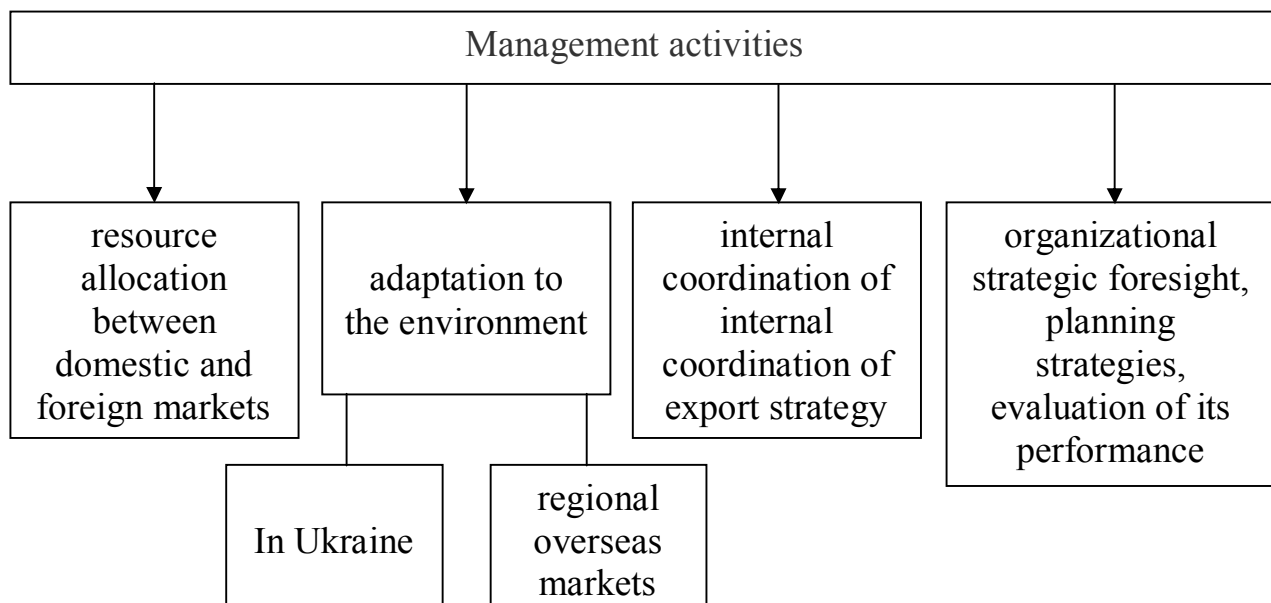 Management activities
resource
allocation
between
domestic and
foreign markets
adaptation to
the environment
internal
coordination of
internal
coordination of
export strategy
organizational
strategic foresight,
planning
strategies,
evaluation of its
performance
In Ukraine
regional
overseas
markets